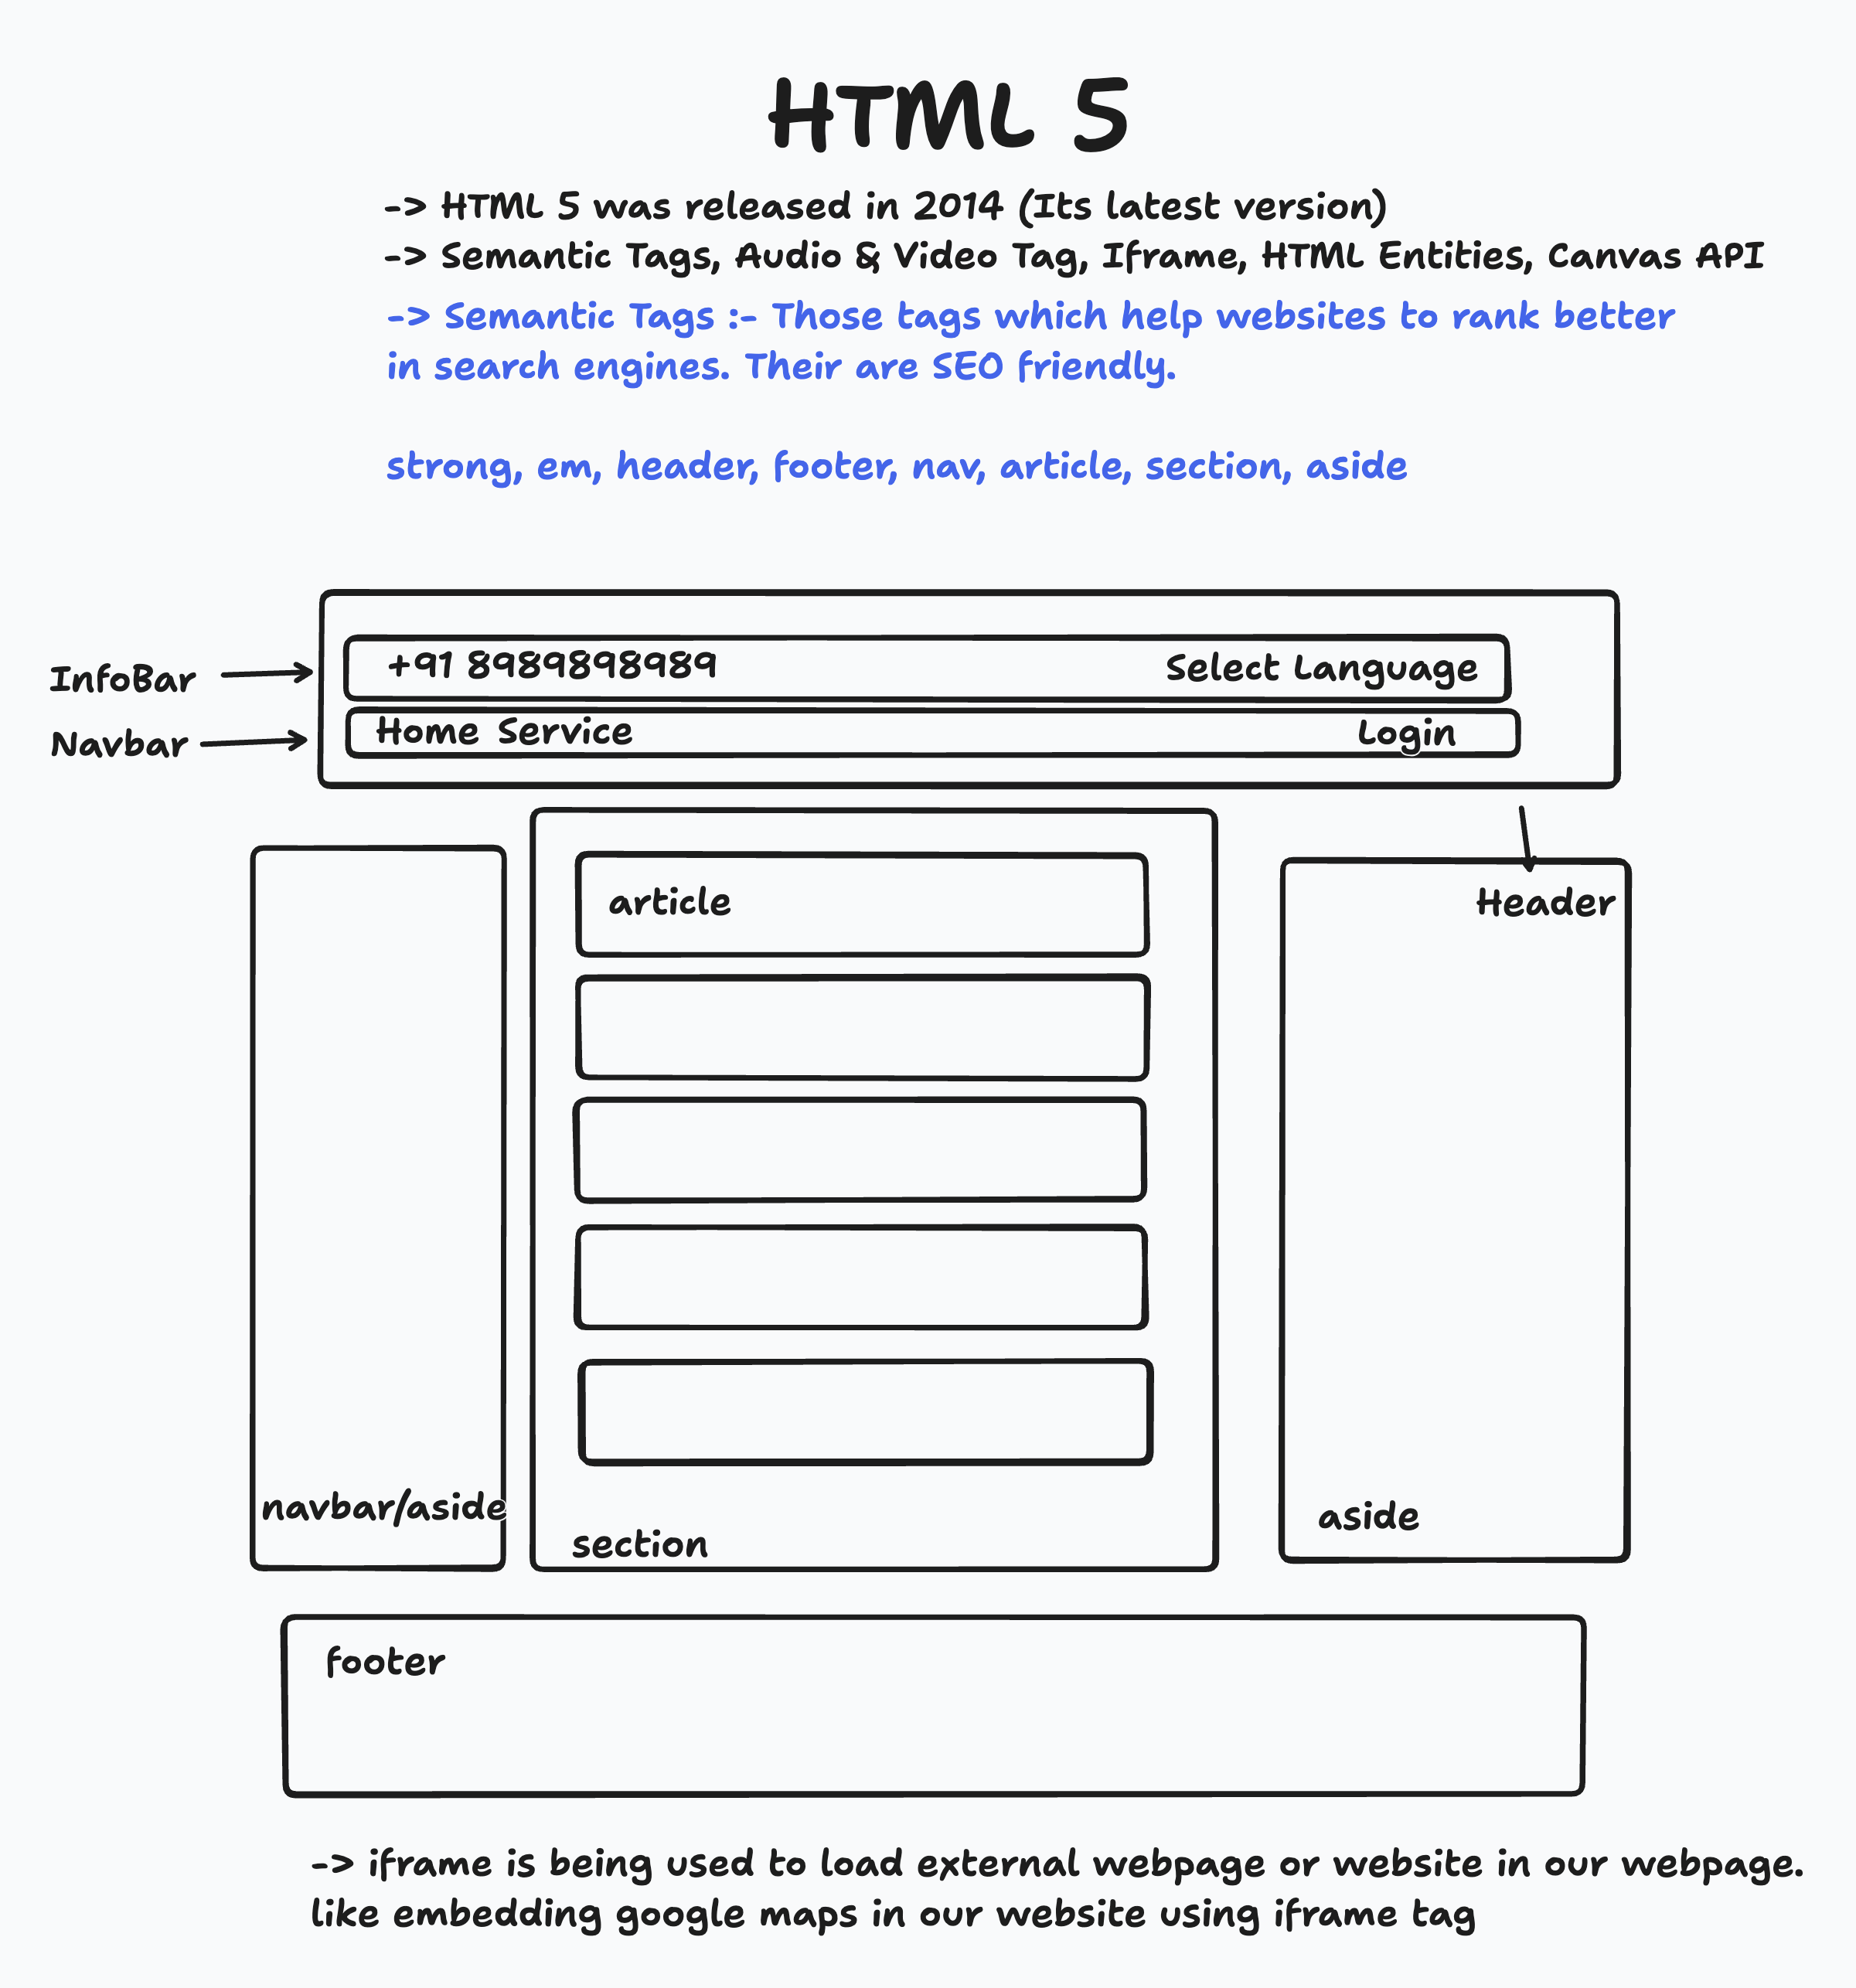 HTML 5
-> HTML 5 was released in 2014 (Its latest version)
-> Semantic Tags, Audio & Video Tag, Iframe, HTML Entities, Canvas API
-> Semantic Tags :- Those tags which help websites to rank better
in search engines. Their are SEO friendly.
strong, em, header, footer, nav, article, section, aside
InfoBar
+91 8989898989
Select Language
Navbar
Home Service
Login
article
Header
navbar/aside
section
aside
footer
-> iframe is being used to load external webpage or website in our webpage.
like embedding google maps in our website using iframe tag